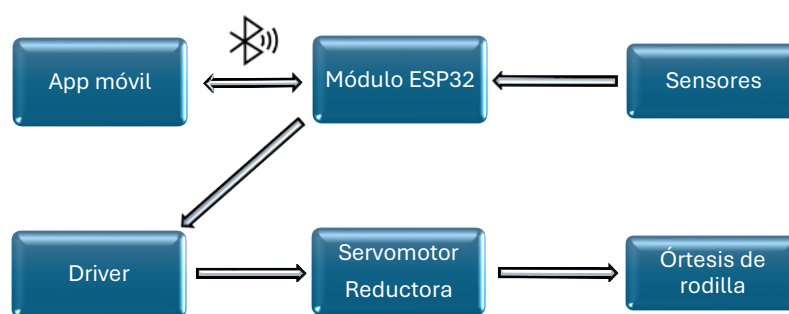 App móvil
Módulo ESP32
Sensores
Driver
Servomotor
Reductora
Órtesis de
rodilla